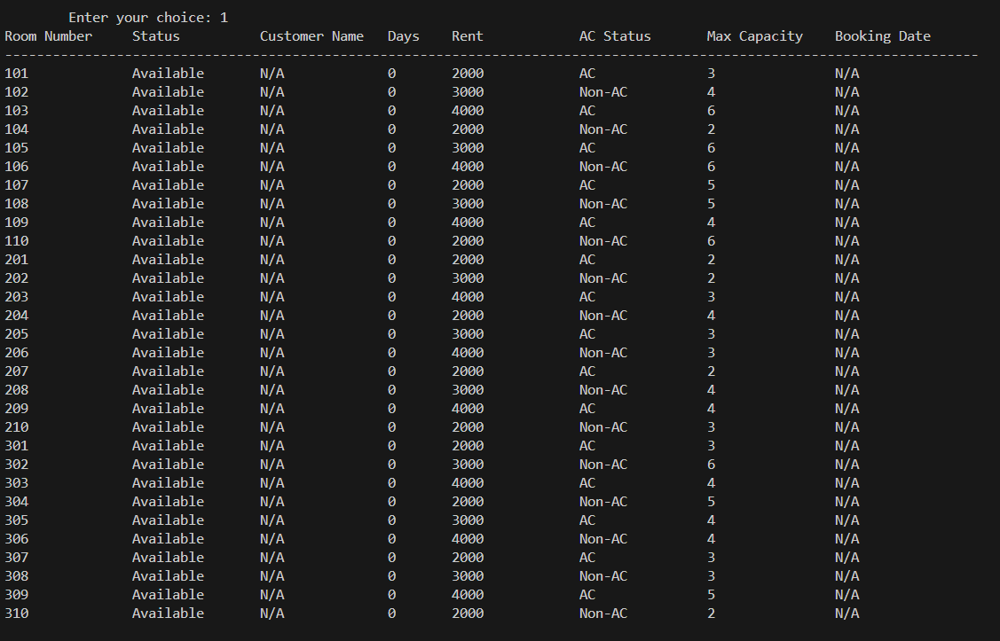 Enter your choice: 1
Room Number Status Customer Name Days Rent AC Status Max Capacity Booking Date
--------------------------------------------------------------------------------------------------------------------------
101 Available N/A 0 2000 AC 3 N/A
102 Available N/A 0 3000 Non-AC 4 N/A
103 Available N/A 0 4000 AC 6 N/A
104 Available N/A 0 2000 Non-AC 2 N/A
105 Available N/A 0 3000 AC 6 N/A
106 Available N/A 0 4000 Non-AC 6 N/A
107 Available N/A 0 2000 AC 5 N/A
108 Available N/A 0 3000 Non-AC 5 N/A
109 Available N/A 0 4000 AC 4 N/A
110 Available N/A 0 2000 Non-AC 6 N/A
201 Available N/A 0 2000 AC 2 N/A
202 Available N/A 0 3000 Non-AC 2 N/A
203 Available N/A 0 4000 AC 3 N/A
204 Available N/A 0 2000 Non-AC 4 N/A
205 Available N/A 0 3000 AC 3 N/A
206 Available N/A 0 4000 Non-AC 3 N/A
207 Available N/A 0 2000 AC 2 N/A
208 Available N/A 0 3000 Non-AC 4 N/A
209 Available N/A 0 4000 AC 4 N/A
210 Available N/A 0 2000 Non-AC 3 N/A
301 Available N/A 0 2000 AC 3 N/A
302 Available N/A 0 3000 Non-AC 6 N/A
303 Available N/A 0 4000 AC 4 N/A
304 Available N/A 0 2000 Non-AC 5 N/A
305 Available N/A 0 3000 AC 4 N/A
306 Available N/A 0 4000 Non-AC 4 N/A
307 Available N/A 0 2000 AC 3 N/A
308 Available N/A 0 3000 Non-AC 3 N/A
309 Available N/A 0 4000 AC 5 N/A
310 Available N/A 0 2000 Non-AC 2 N/A